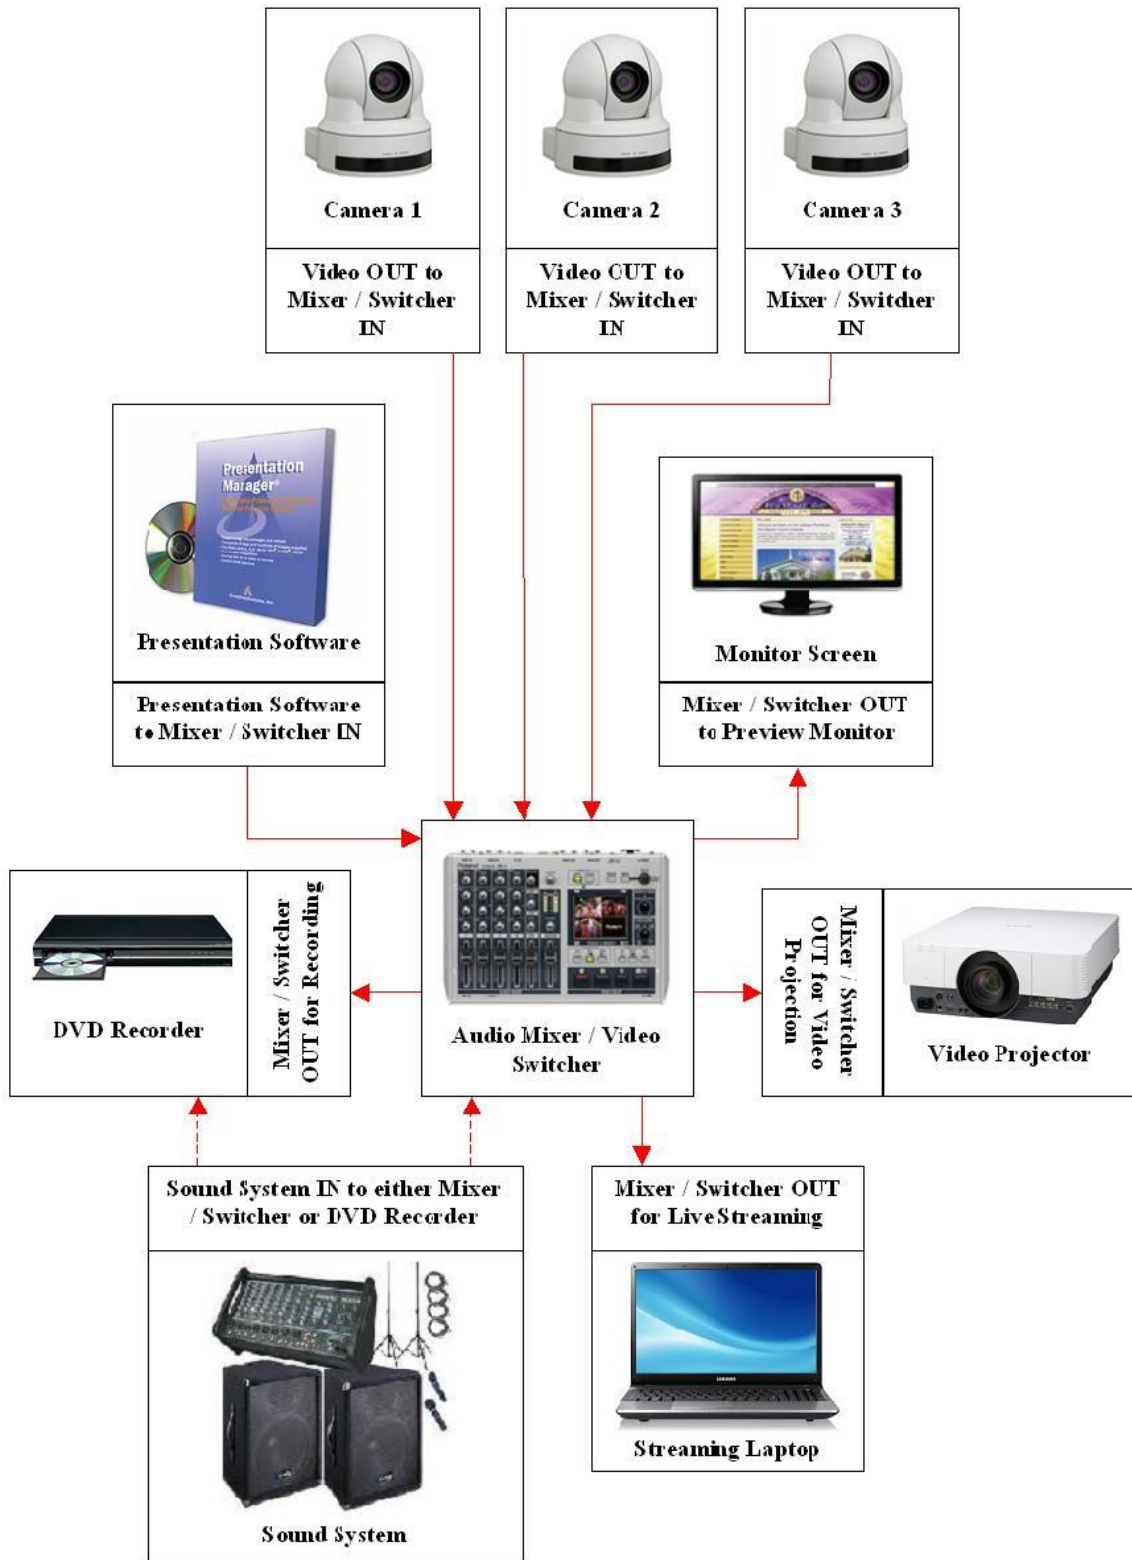 Camera 1
Camera 2
Camera 3
Video OUT to
Mixer / Switcher
IN
Video OUT to
Mixer / Switcher
IN
Video OUT to
Mixer / Switcher
IN
Presentation
Manager®
Presentation Software
Presentation Software
to Mixer / Switcher IN
Monitor Screen
Mixer / Switcher OUT
to Preview Monitor
DVD Recorder
Mixer / Switcher
OUT for Recording
Roland
Audio Mixer / Video
Switcher
Mixer / Switcher
OUT for Video
Projection
Video Projector
Sound System IN to either Mixer
/ Switcher or DVD Recorder
Sound System
Mixer / Switcher OUT
for Live Streaming
SAMSUNG
Streaming Laptop